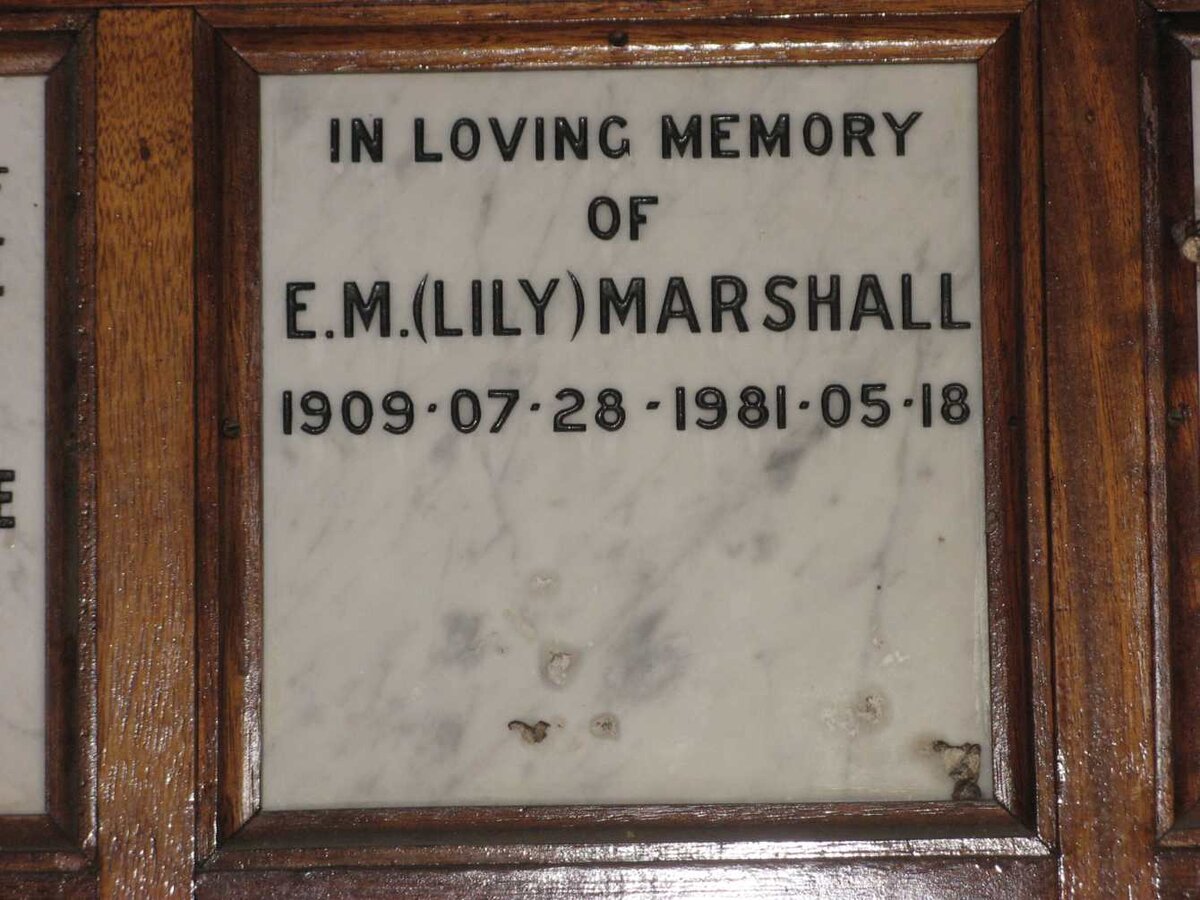 IN LOVING MEMORY
OF
E.M.(LILY) MARSHALL
1909·07·28 - 1981·05·18